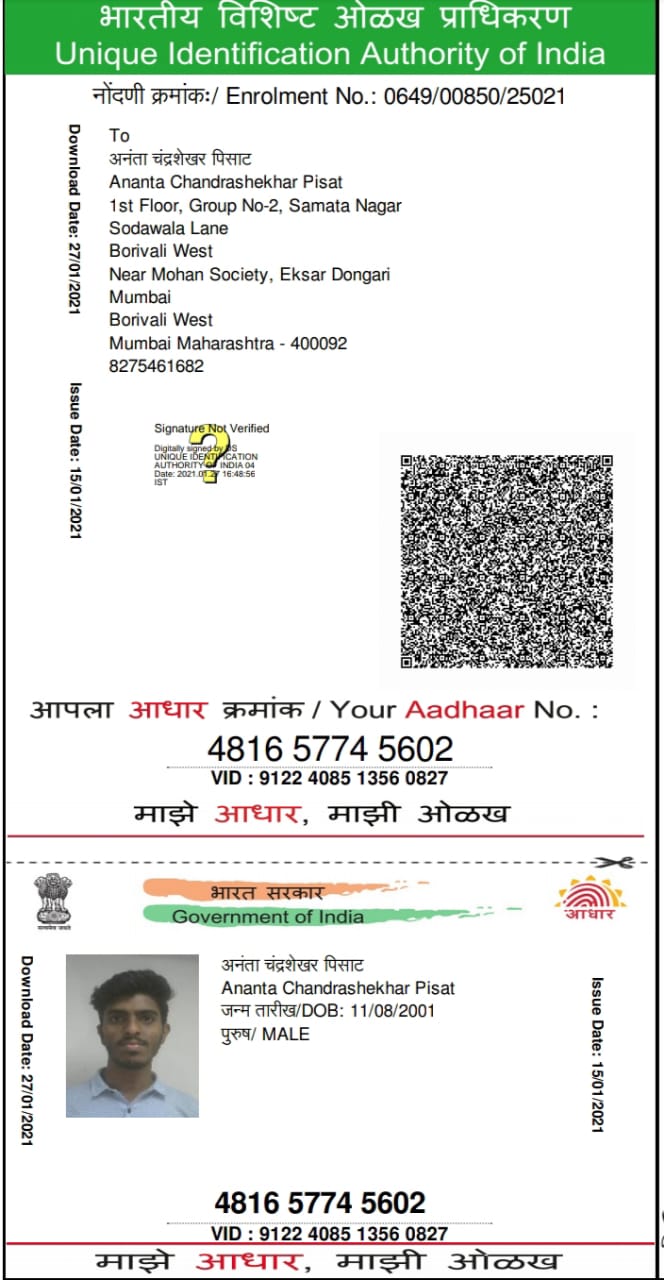 भारतीय विशिष्ट ओळख प्राधिकरण
Unique Identification Authority of India
नोंदणी क्रमांकः/ Enrolment No.: 0649/00850/25021
Download Date: 27/01/2021
To
अनंता चंद्रशेखर पिसाट
Ananta Chandrashekhar Pisat
1st Floor, Group No-2, Samata Nagar
Sodawala Lane
Borivali West
Near Mohan Society, Eksar Dongari
Mumbai
Borivali West
Mumbai Maharashtra - 400092
8275461682
Issue Date: 15/01/2021
Signature Not Verified
Digitally signed by DS
UNIQUE IDENTIFICATION
AUTHORITY OF INDIA 04
Date: 2021.01.27 16:48:56
IST
आपला आधार क्रमांक / Your Aadhaar No. :
4816 5774 5602
VID : 9122 4085 1356 0827
माझे आधार, माझी ओळख
सत्यमेव जयते
भारत सरकार
Government of India
आधार
Download Date: 27/01/2021
अनंता चंद्रशेखर पिसाट
Ananta Chandrashekhar Pisat
जन्म तारीख/DOB: 11/08/2001
पुरुष/ MALE
Issue Date: 15/01/2021
4816 5774 5602
VID : 9122 4085 1356 0827
माझे आधार, माझी ओळख